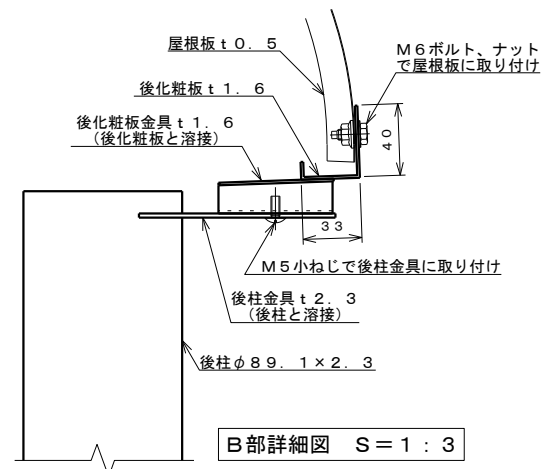 屋根板ｔ０．５
Ｍ６ボルト、ナット
で屋根板に取り付け
後化粧板ｔ１．６
後化粧板金具ｔ１．６
（後化粧板と溶接）
４０
３３
Ｍ５小ねじで後柱金具に取り付け
後柱金具ｔ２．３
（後柱と溶接）
後柱φ８９．１×２．３
Ｂ部詳細図　Ｓ＝１：３